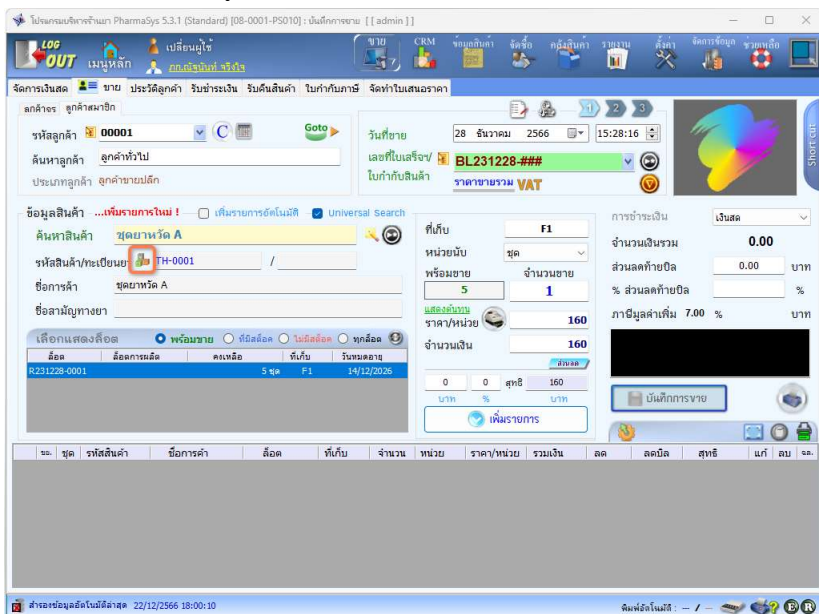 โปรแกรมบริหารร้านยา PharmaSys 5.3.1 (Standard) [08-0001-PS010] : บันทึกการขาย [ [ admin ] ]
LOG OUT เมนูหลัก เปลี่ยนผู้ใช้ ขาย CRM ข้อมูลสินค้า จัดซื้อ คลังสินค้า รายงาน ตั้งค่า จัดการข้อมูล ช่วยเหลือ
จัดการเงินสด ขาย ประวัติลูกค้า รับชำระเงิน รับคืนสินค้า ใบกำกับภาษี จัดทำใบเสนอราคา
ลูกค้าจร ลูกค้าสมาชิก 1 2 3
รหัสลูกค้า 00001 C Goto วันที่ขาย 28 ธันวาคม 2566 15:28:16
ค้นหาลูกค้า ลูกค้าทั่วไป เลขที่ใบเสร็จฯ/ ใบกำกับสินค้า BL231228-###
ประเภทลูกค้า ลูกค้าขายปลีก ราคาขายรวม VAT
Short cut
ข้อมูลสินค้า ...เพิ่มรายการใหม่ ! เพิ่มรายการอัตโนมัติ Universal Search
ค้นหาสินค้า ชุดยาหวัด A
รหัสสินค้า/ทะเบียนยา TH-0001 /
ชื่อการค้า ชุดยาหวัด A
ชื่อสามัญทางยา
เลือกแสดงล็อต พร้อมขาย ที่มีสต๊อค ไม่มีสต๊อค ทุกล็อต
ล็อต ล็อตการผลิต คงเหลือ ที่เก็บ วันหมดอายุ
R231228-0001 5 ชุด F1 14/12/2026
ที่เก็บ F1
หน่วยนับ ชุด
พร้อมขาย จำนวนขาย
5 1
แสดงต้นทุน
ราคา/หน่วย 160
จำนวนเงิน 160
ส่วนลด
0 0 สุทธิ 160
บาท % บาท
เพิ่มรายการ
การชำระเงิน เงินสด
จำนวนเงินรวม 0.00
ส่วนลดท้ายบิล 0.00 บาท
% ส่วนลดท้ายบิล %
ภาษีมูลค่าเพิ่ม 7.00 % บาท
บันทึกการขาย
ขย. ชุด รหัสสินค้า ชื่อการค้า ล็อต ที่เก็บ จำนวน หน่วย ราคา/หน่วย รวมเงิน ลด ลดบิล สุทธิ แก้ ลบ
สำรองข้อมูลอัตโนมัติล่าสุด 22/12/2566 18:00:10 พิมพ์อัตโนมัติ : – / – E R